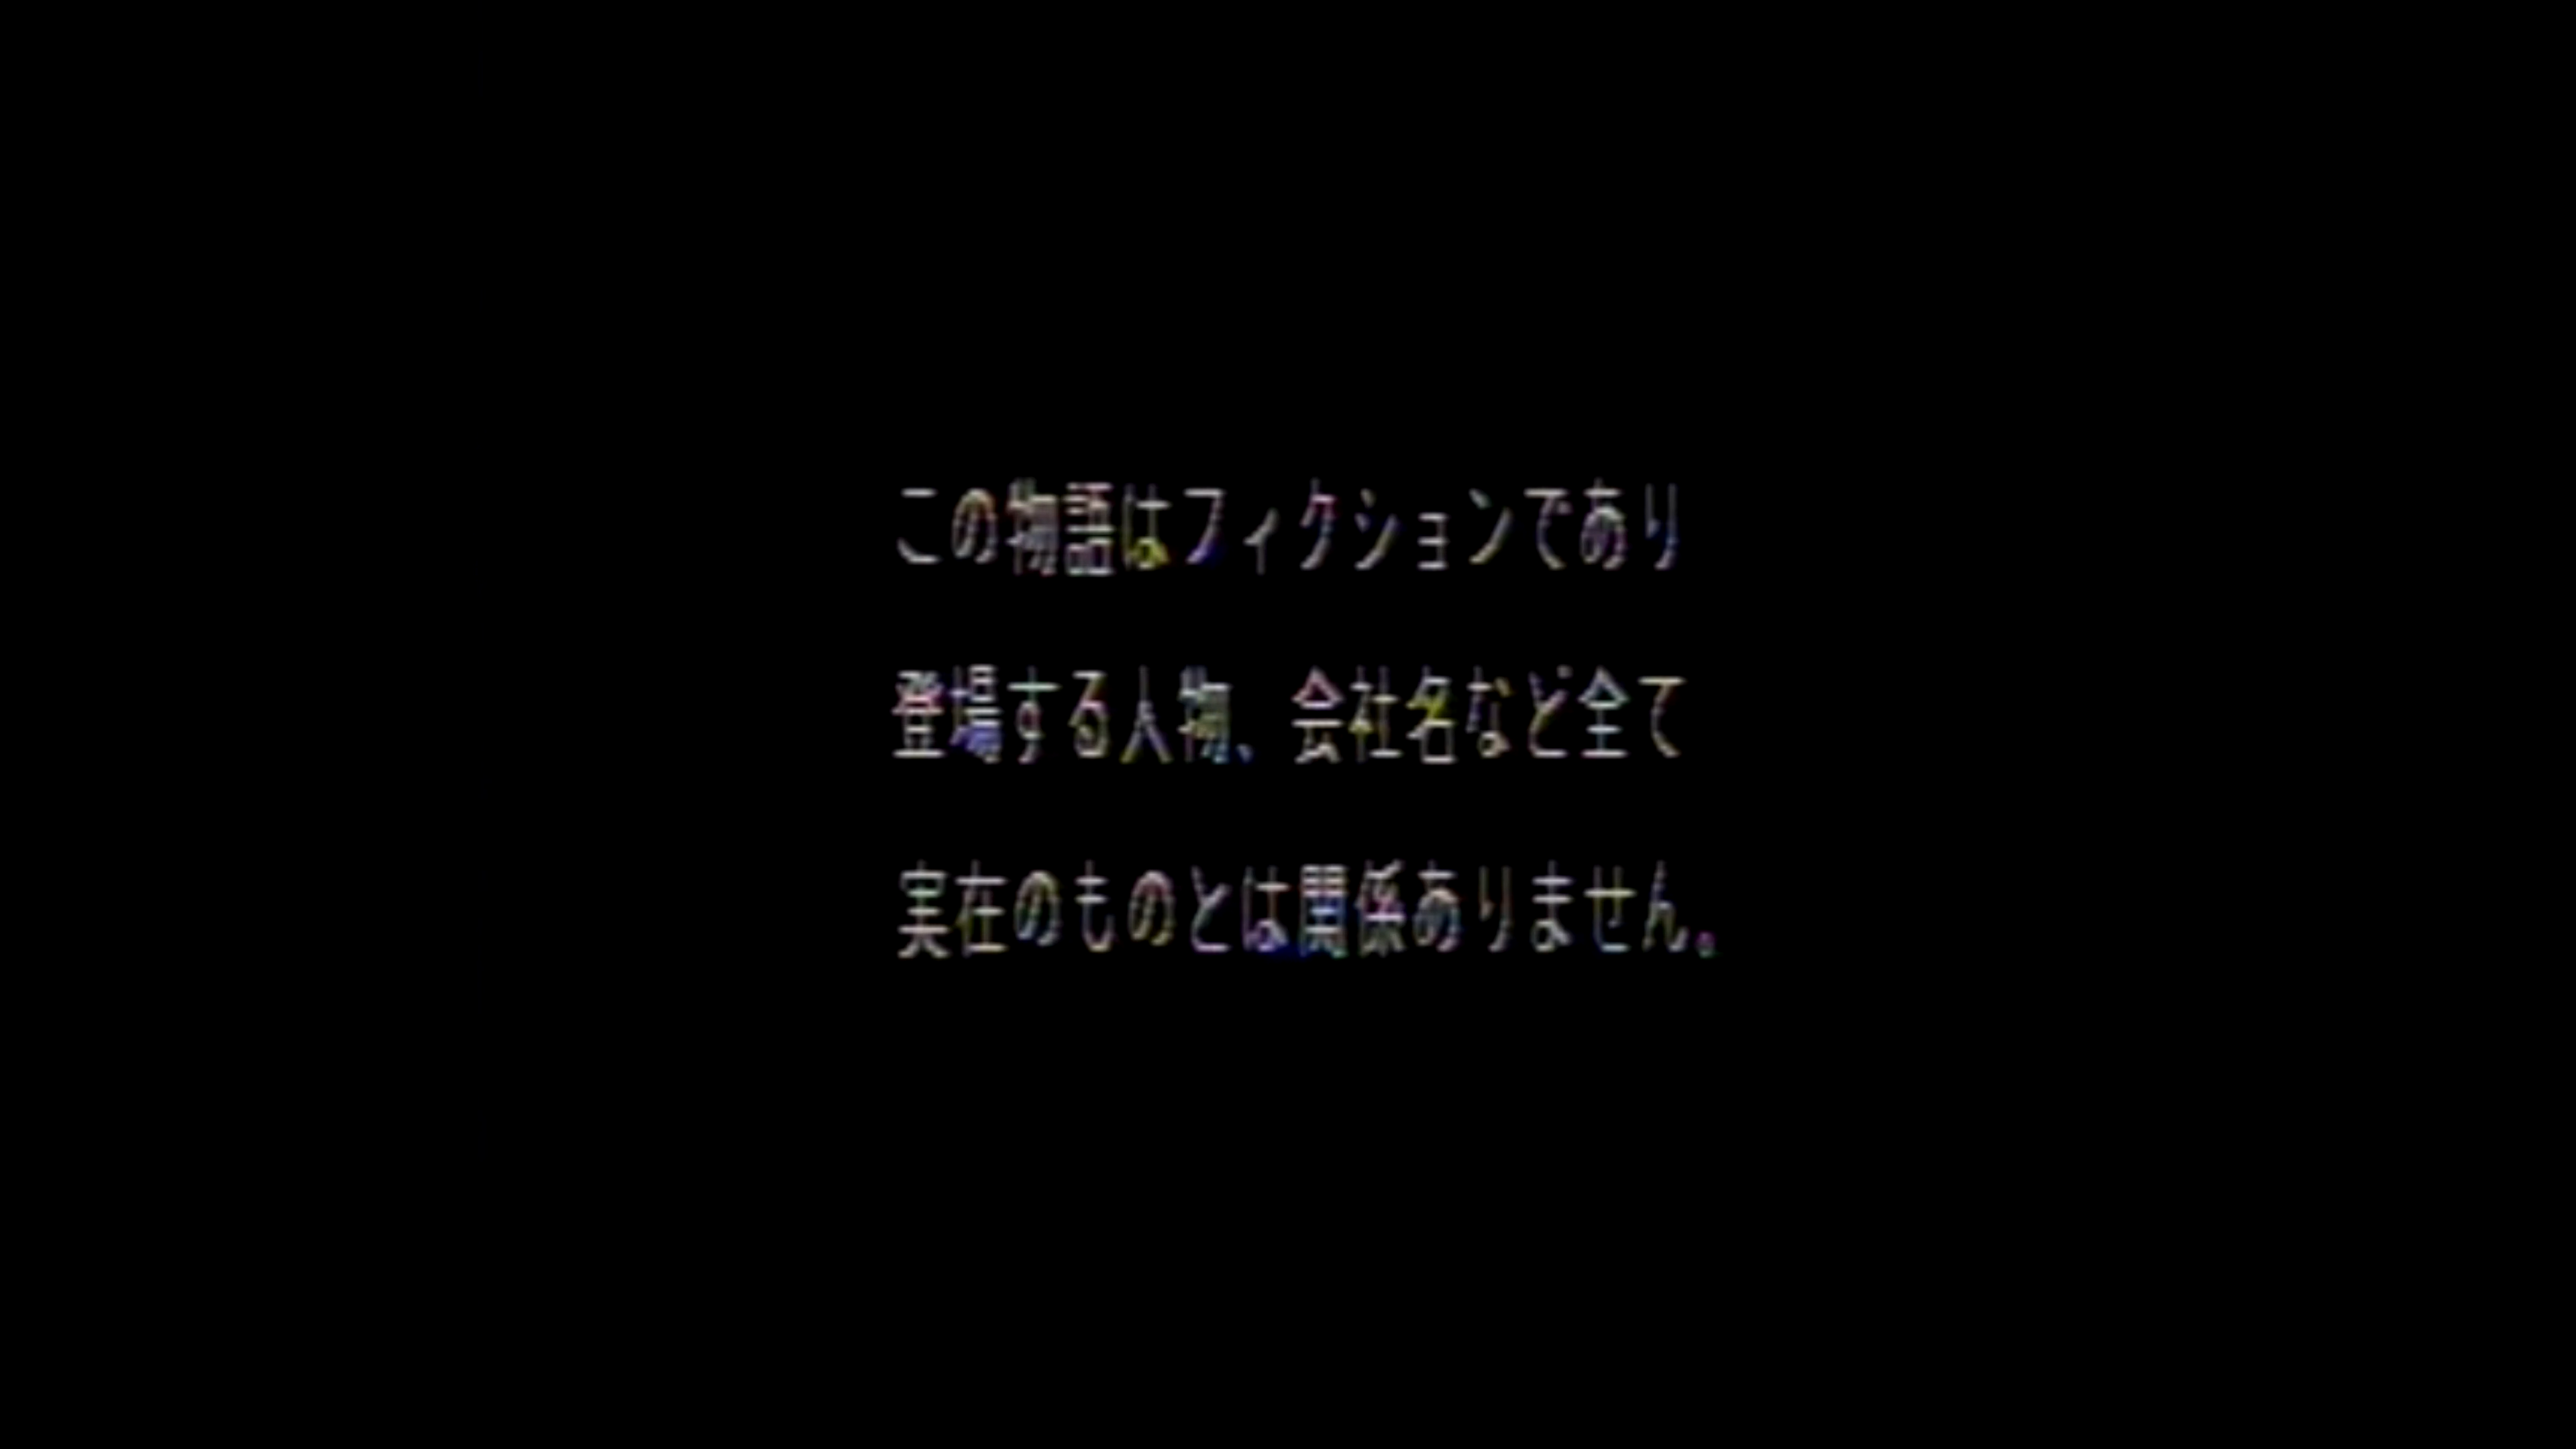 この物語はフィクションであり
登場する人物、会社名など全て
実在のものとは関係ありません。